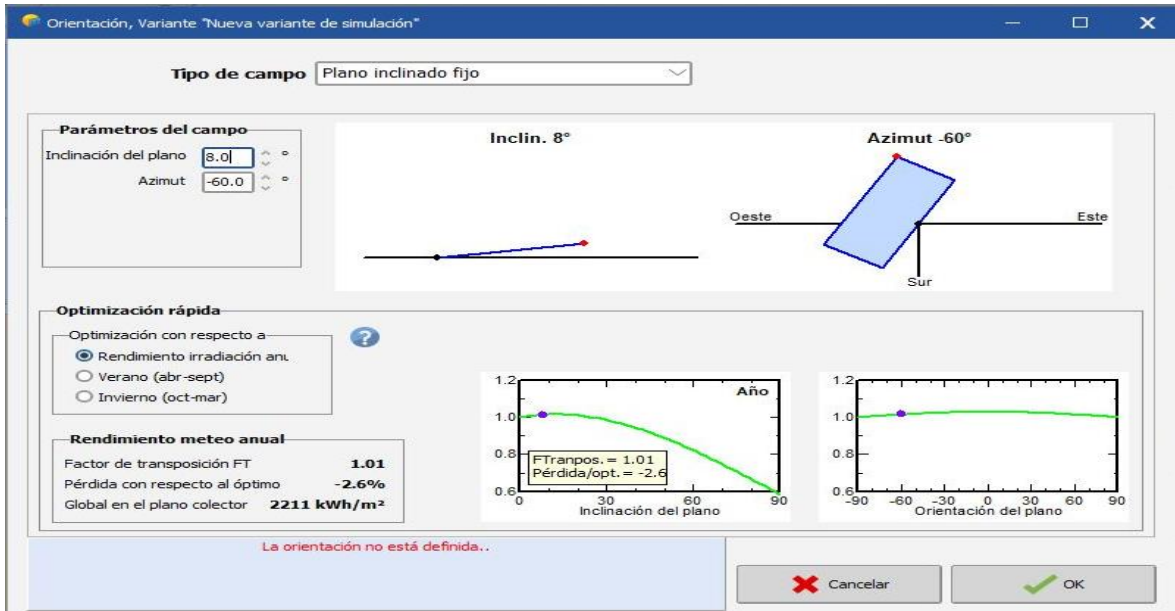 Orientación, Variante "Nueva variante de simulación"
Tipo de campo Plano inclinado fijo
Parámetros del campo
Inclinación del plano 8.0 °
Azimut -60.0 °
Inclin. 8°
Azimut -60°
Oeste
Este
Sur
Optimización rápida
Optimización con respecto a
Rendimiento irradiación anu
Verano (abr-sept)
Invierno (oct-mar)
Rendimiento meteo anual
Factor de transposición FT 1.01
Pérdida con respecto al óptimo -2.6%
Global en el plano colector 2211 kWh/m²
Año
1.2
1.0
0.8
0.6
FTranpos. = 1.01
Pérdida/opt. = -2.6
0 30 60 90
Inclinación del plano
1.2
1.0
0.8
0.6
-90 -60 -30 0 30 60 90
Orientación del plano
La orientación no está definida..
Cancelar
OK